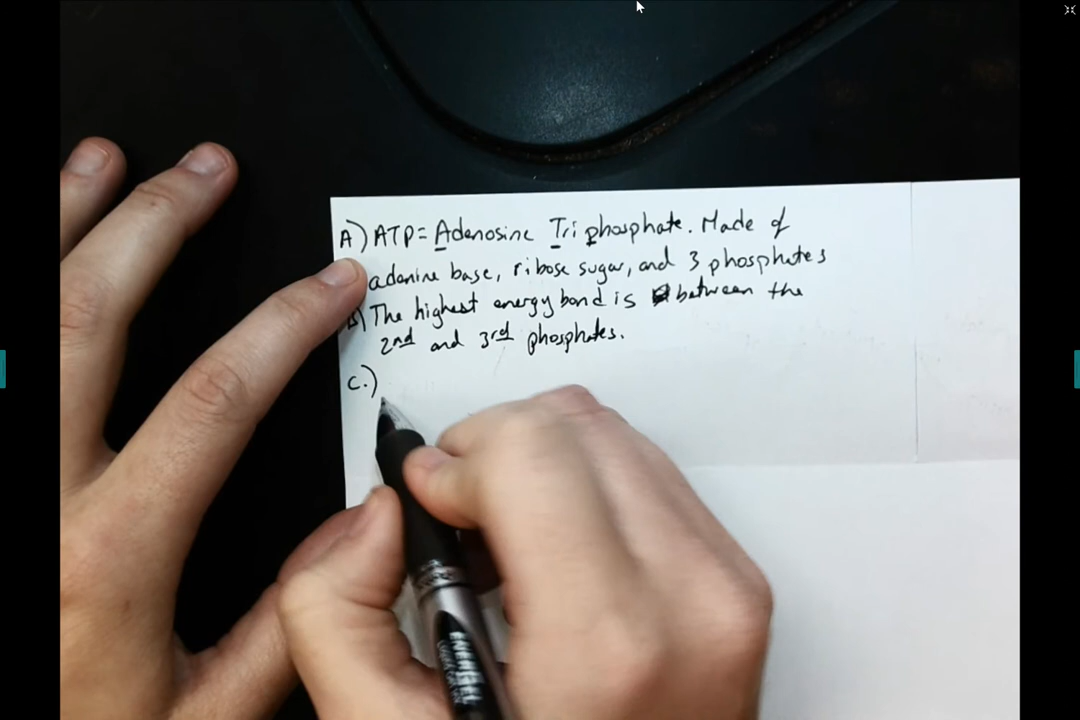 A) ATP = Adenosine Triphosphate. Made of
adenine base, ribose sugar, and 3 phosphates
B) The highest energy bond is between the
2nd and 3rd phosphates.
C.)
ENERGEL